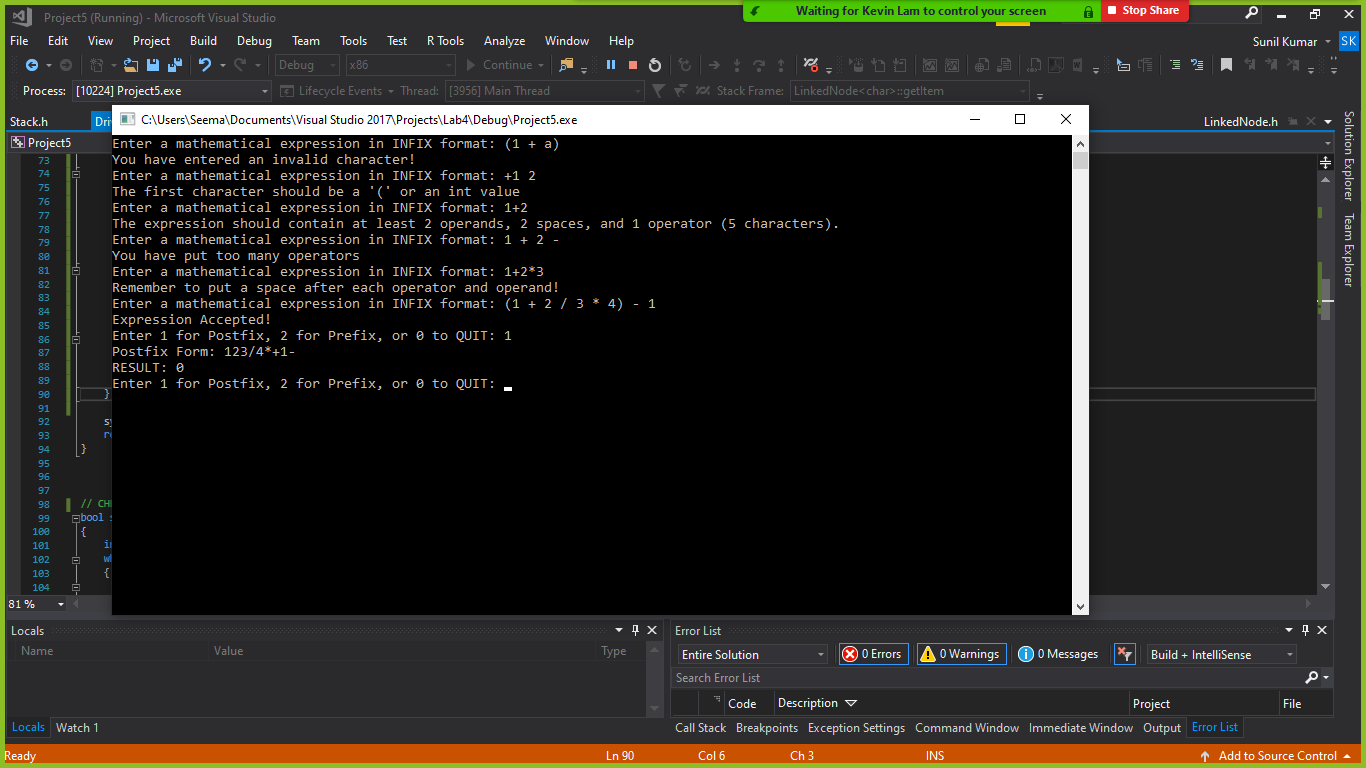 Project5 (Running) - Microsoft Visual Studio
Waiting for Kevin Lam to control your screen
Stop Share
File Edit View Project Build Debug Team Tools Test R Tools Analyze Window Help
Sunil Kumar SK
Debug x86 Continue
Process: [10224] Project5.exe Lifecycle Events Thread: [3956] Main Thread Stack Frame: LinkedNode<char>::getItem
Stack.h
Dri
LinkedNode.h
Project5
C:\Users\Seema\Documents\Visual Studio 2017\Projects\Lab4\Debug\Project5.exe
Enter a mathematical expression in INFIX format: (1 + a)
You have entered an invalid character!
Enter a mathematical expression in INFIX format: +1 2
The first character should be a '(' or an int value
Enter a mathematical expression in INFIX format: 1+2
The expression should contain at least 2 operands, 2 spaces, and 1 operator (5 characters).
Enter a mathematical expression in INFIX format: 1 + 2 -
You have put too many operators
Enter a mathematical expression in INFIX format: 1+2*3
Remember to put a space after each operator and operand!
Enter a mathematical expression in INFIX format: (1 + 2 / 3 * 4) - 1
Expression Accepted!
Enter 1 for Postfix, 2 for Prefix, or 0 to QUIT: 1
Postfix Form: 123/4*+1-
RESULT: 0
Enter 1 for Postfix, 2 for Prefix, or 0 to QUIT:
73
74
75
76
77
78
79
80
81
82
83
84
85
86
87
88
89
90 }
91
92 sy
93 re
94 }
95
96
97
98 // CH
99 bool s
100 {
101 in
102 wh
103 {
104
81 %
Solution Explorer
Team Explorer
Locals
Name Value Type
Locals Watch 1
Error List
Entire Solution 0 Errors 0 Warnings 0 Messages Build + IntelliSense
Search Error List
Code Description Project File
Call Stack Breakpoints Exception Settings Command Window Immediate Window Output Error List
Ready Ln 90 Col 6 Ch 3 INS Add to Source Control